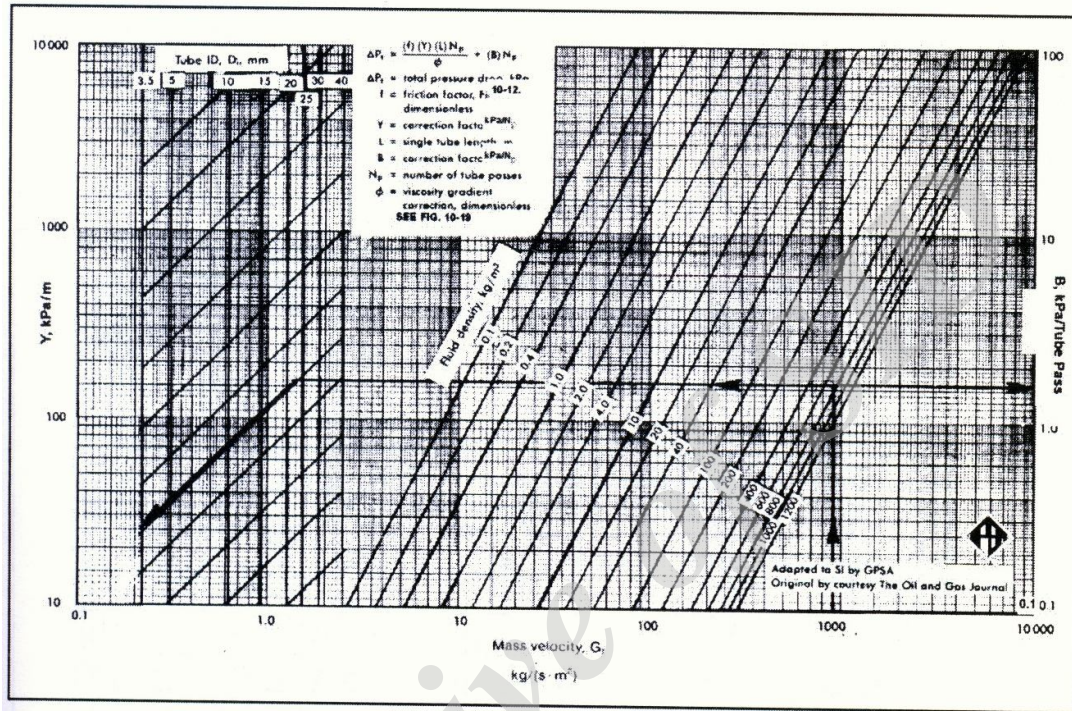 10 000
Tube ID, Dᵢ, mm
3.5 5 10 15 20 25 30 40
ΔPₜ = (f) (Y) (L) Nₚ / ϕ + (B) Nₚ
ΔPₜ = total pressure drop,
f = friction factor, 10-12.
dimensionless
Y = correction kPa/
L = single tube length
B = correction kPa/
Nₚ = number of tube passes
ϕ = viscosity gradient
correction, dimensionless
SEE FIG. 10-19
100
1000
10
Y, kPa/m
B, kPa/Tube Pass
Fluid density, kg/m³
0.1 0.2 0.4 1.0 2.0 4.0 10 20 40 100 200 400 600 800 1000 1200
100
1.0
Adapted to SI by GPSA
Original by courtesy The Oil and Gas Journal
10
0.1 0.1
0.1 1.0 10 100 1000 10 000
Mass velocity, Gₜ
kg/(s · m²)